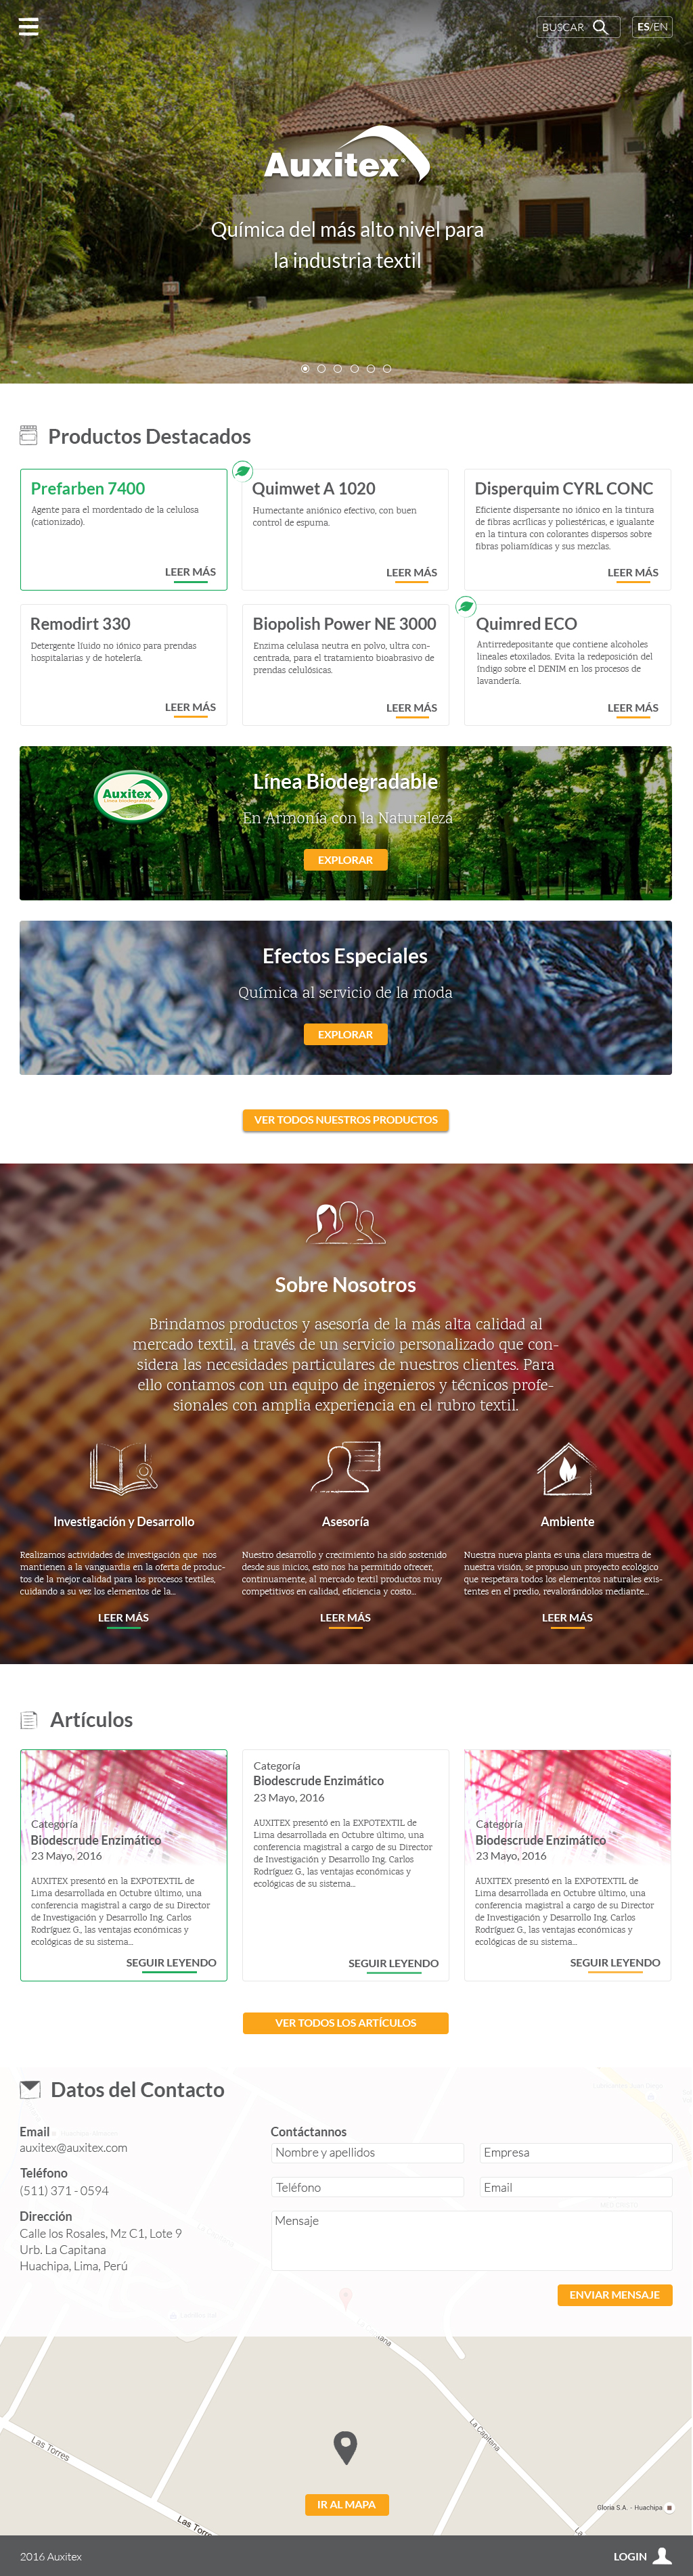 BUSCAR
ES/EN
Auxitex
Química del más alto nivel para
la industria textil
Productos Destacados
Prefarben 7400
Agente para el mordentado de la celulosa
(cationizado).
LEER MÁS
Quimwet A 1020
Humectante aniónico efectivo, con buen
control de espuma.
LEER MÁS
Disperquim CYRL CONC
Eficiente dispersante no iónico en la tintura
de fibras acrílicas y poliestéricas, e igualante
en la tintura con colorantes dispersos sobre
fibras poliamídicas y sus mezclas.
LEER MÁS
Remodirt 330
Detergente líuido no iónico para prendas
hospitalarias y de hotelería.
LEER MÁS
Biopolish Power NE 3000
Enzima celulasa neutra en polvo, ultra con-
centrada, para el tratamiento bioabrasivo de
prendas celulósicas.
LEER MÁS
Quimred ECO
Antirredepositante que contiene alcoholes
lineales etoxilados. Evita la redeposición del
índigo sobre el DENIM en los procesos de
lavandería.
LEER MÁS
Auxitex
Línea biodegradable
Línea Biodegradable
En Armonía con la Naturaleza
EXPLORAR
Efectos Especiales
Química al servicio de la moda
EXPLORAR
VER TODOS NUESTROS PRODUCTOS
Sobre Nosotros
Brindamos productos y asesoría de la más alta calidad al
mercado textil, a través de un servicio personalizado que con-
sidera las necesidades particulares de nuestros clientes. Para
ello contamos con un equipo de ingenieros y técnicos profe-
sionales con amplia experiencia en el rubro textil.
Investigación y Desarrollo
Realizamos actividades de investigación que nos
mantienen a la vanguardia en la oferta de produc-
tos de la mejor calidad para los procesos textiles,
cuidando a su vez los elementos de la...
LEER MÁS
Asesoría
Nuestro desarrollo y crecimiento ha sido sostenido
desde sus inicios, esto nos ha permitido ofrecer,
continuamente, al mercado textil productos muy
competitivos en calidad, eficiencia y costo...
LEER MÁS
Ambiente
Nuestra nueva planta es una clara muestra de
nuestra visión, se propuso un proyecto ecológico
que respetara todos los elementos naturales exis-
tentes en el predio, revalorándolos mediante...
LEER MÁS
Artículos
Categoría
Biodescrude Enzimático
23 Mayo, 2016
AUXITEX presentó en la EXPOTEXTIL de
Lima desarrollada en Octubre último, una
conferencia magistral a cargo de su Director
de Investigación y Desarrollo Ing. Carlos
Rodríguez G., las ventajas económicas y
ecológicas de su sistema...
SEGUIR LEYENDO
Categoría
Biodescrude Enzimático
23 Mayo, 2016
AUXITEX presentó en la EXPOTEXTIL de
Lima desarrollada en Octubre último, una
conferencia magistral a cargo de su Director
de Investigación y Desarrollo Ing. Carlos
Rodríguez G., las ventajas económicas y
ecológicas de su sistema...
SEGUIR LEYENDO
Categoría
Biodescrude Enzimático
23 Mayo, 2016
AUXITEX presentó en la EXPOTEXTIL de
Lima desarrollada en Octubre último, una
conferencia magistral a cargo de su Director
de Investigación y Desarrollo Ing. Carlos
Rodríguez G., las ventajas económicas y
ecológicas de su sistema...
SEGUIR LEYENDO
VER TODOS LOS ARTÍCULOS
Datos del Contacto
Email
auxitex@auxitex.com
Teléfono
(511) 371 - 0594
Dirección
Calle los Rosales, Mz C1, Lote 9
Urb. La Capitana
Huachipa, Lima, Perú
Contáctannos
Nombre y apellidos
Empresa
Teléfono
Email
Mensaje
ENVIAR MENSAJE
La Capitana
Las Torres
IR AL MAPA
Gloria S.A. - Huachipa
Las Torre
La
2016 Auxitex
LOGIN